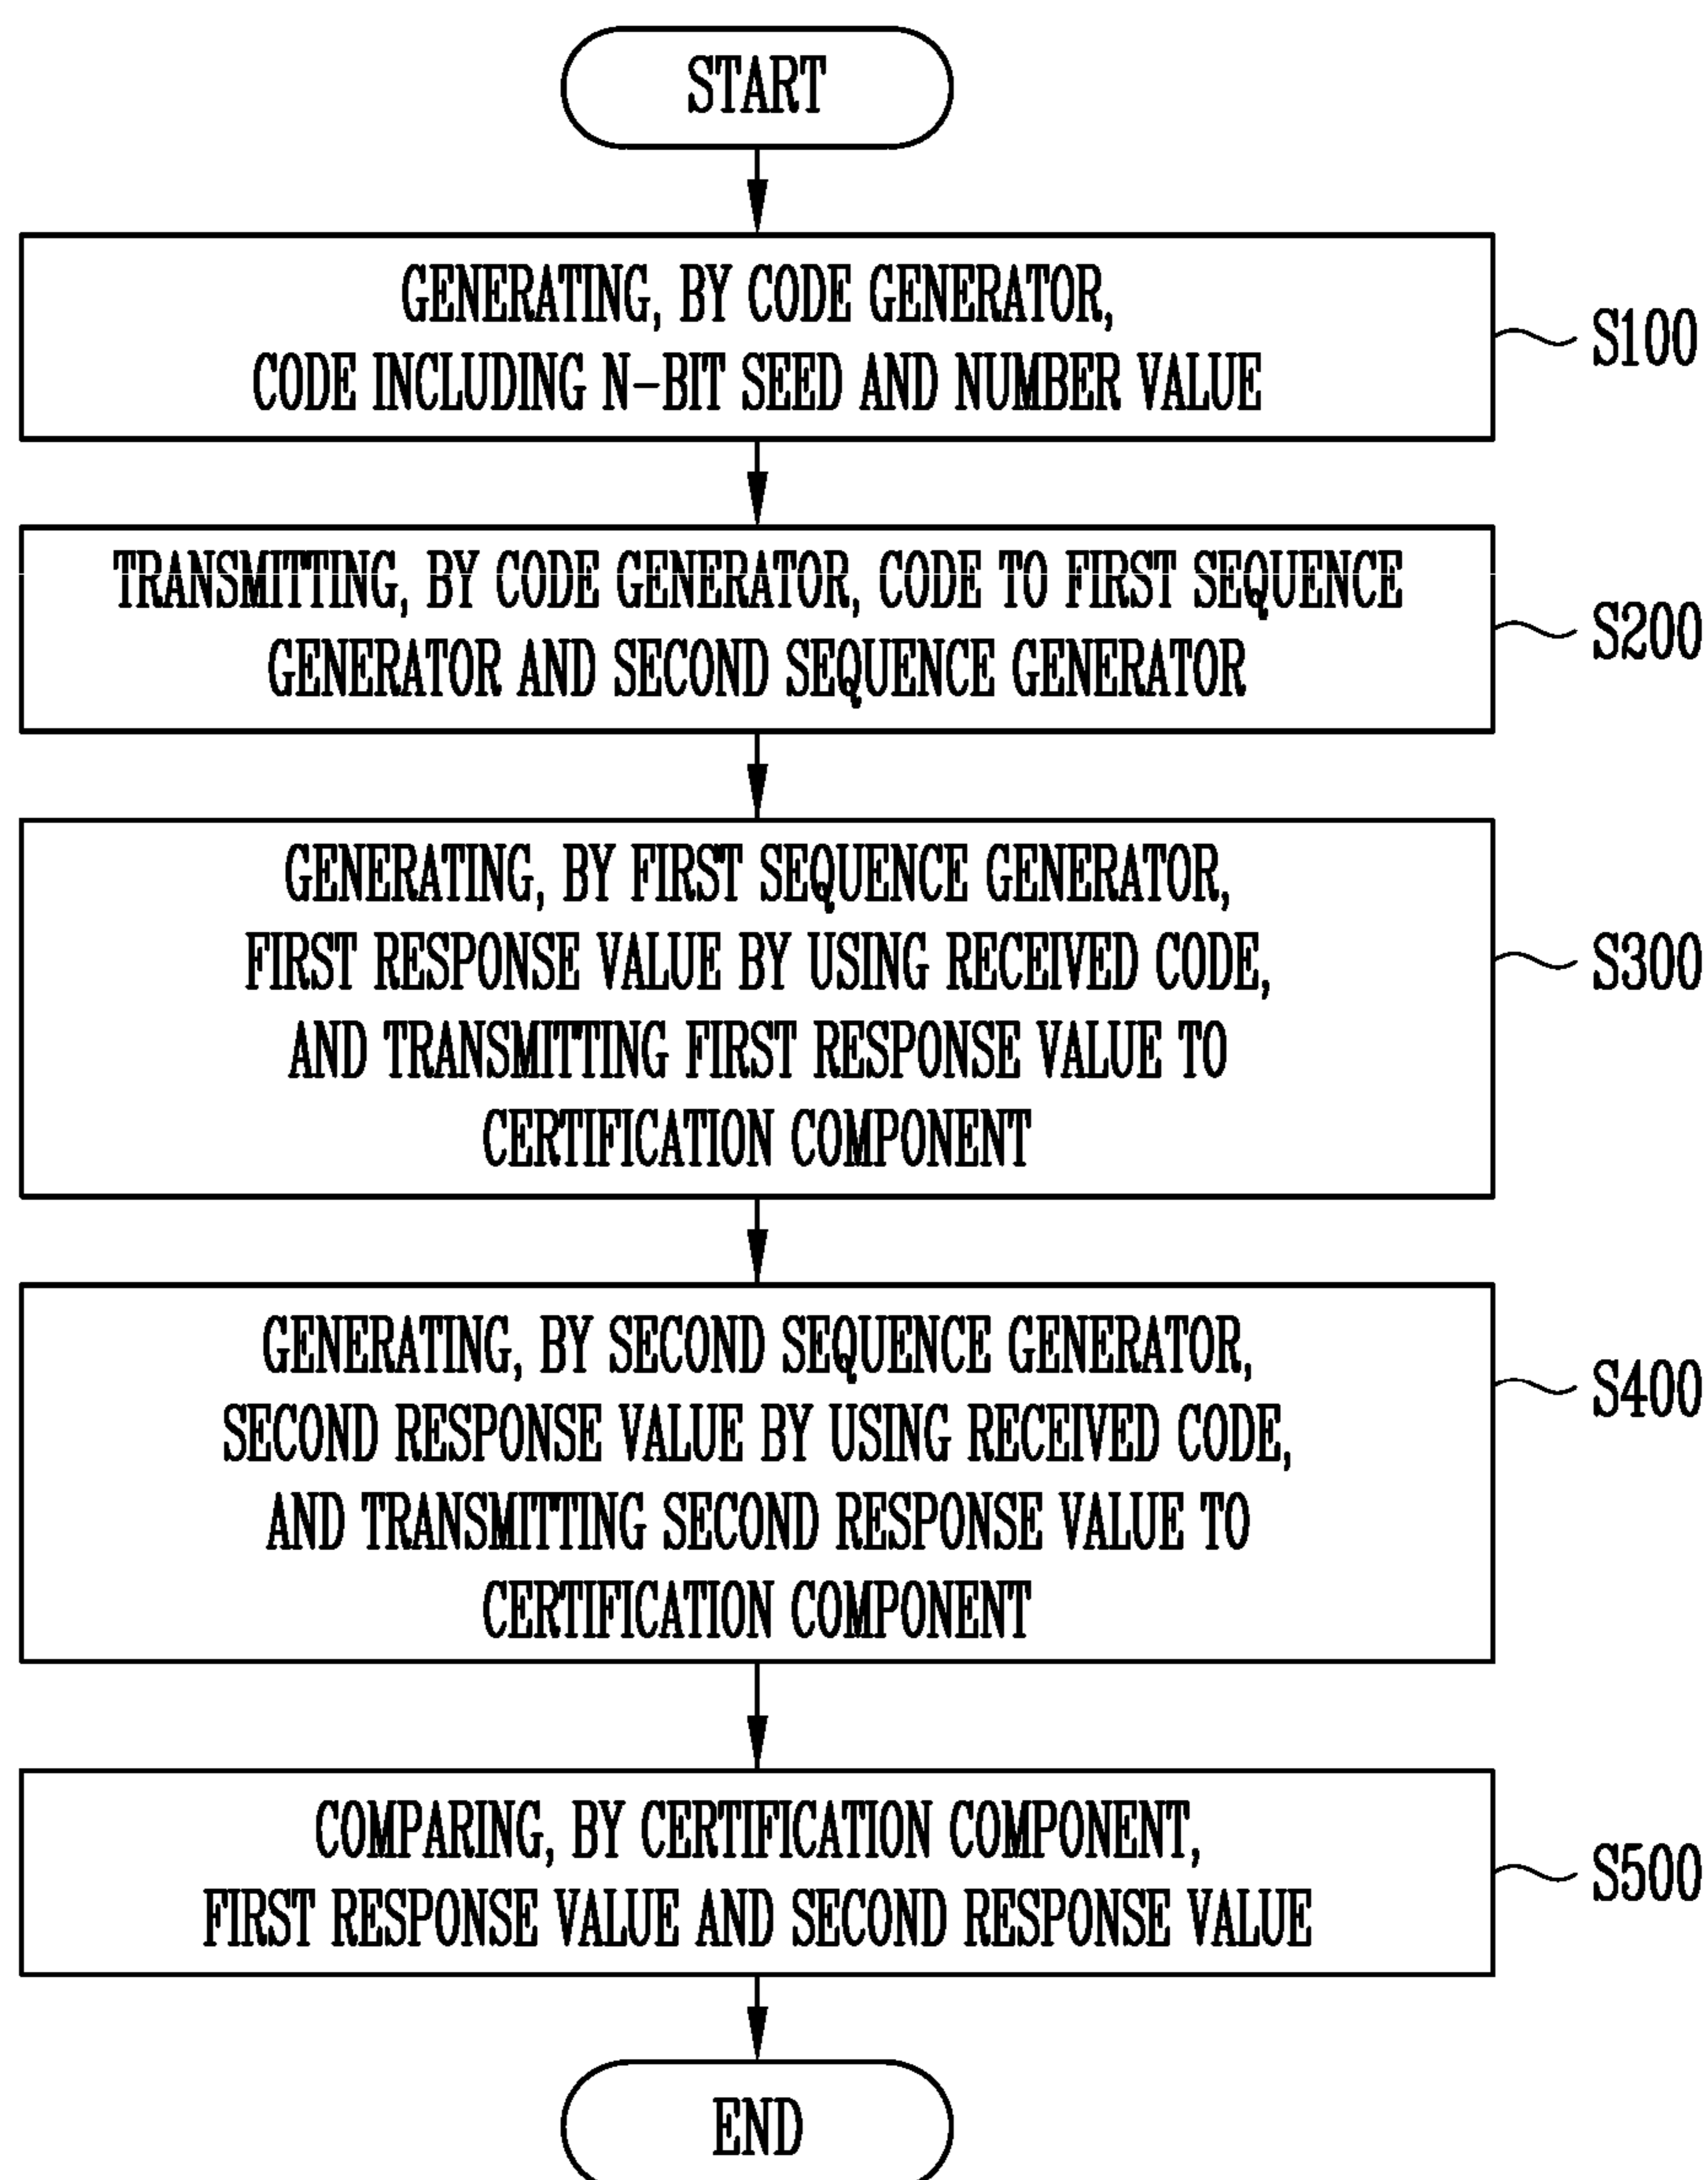 START
GENERATING, BY CODE GENERATOR,
CODE INCLUDING N-BIT SEED AND NUMBER VALUE
S100
TRANSMITTING, BY CODE GENERATOR, CODE TO FIRST SEQUENCE
GENERATOR AND SECOND SEQUENCE GENERATOR
S200
GENERATING, BY FIRST SEQUENCE GENERATOR,
FIRST RESPONSE VALUE BY USING RECEIVED CODE,
AND TRANSMITTING FIRST RESPONSE VALUE TO
CERTIFICATION COMPONENT
S300
GENERATING, BY SECOND SEQUENCE GENERATOR,
SECOND RESPONSE VALUE BY USING RECEIVED CODE,
AND TRANSMITTING SECOND RESPONSE VALUE TO
CERTIFICATION COMPONENT
S400
COMPARING, BY CERTIFICATION COMPONENT,
FIRST RESPONSE VALUE AND SECOND RESPONSE VALUE
S500
END